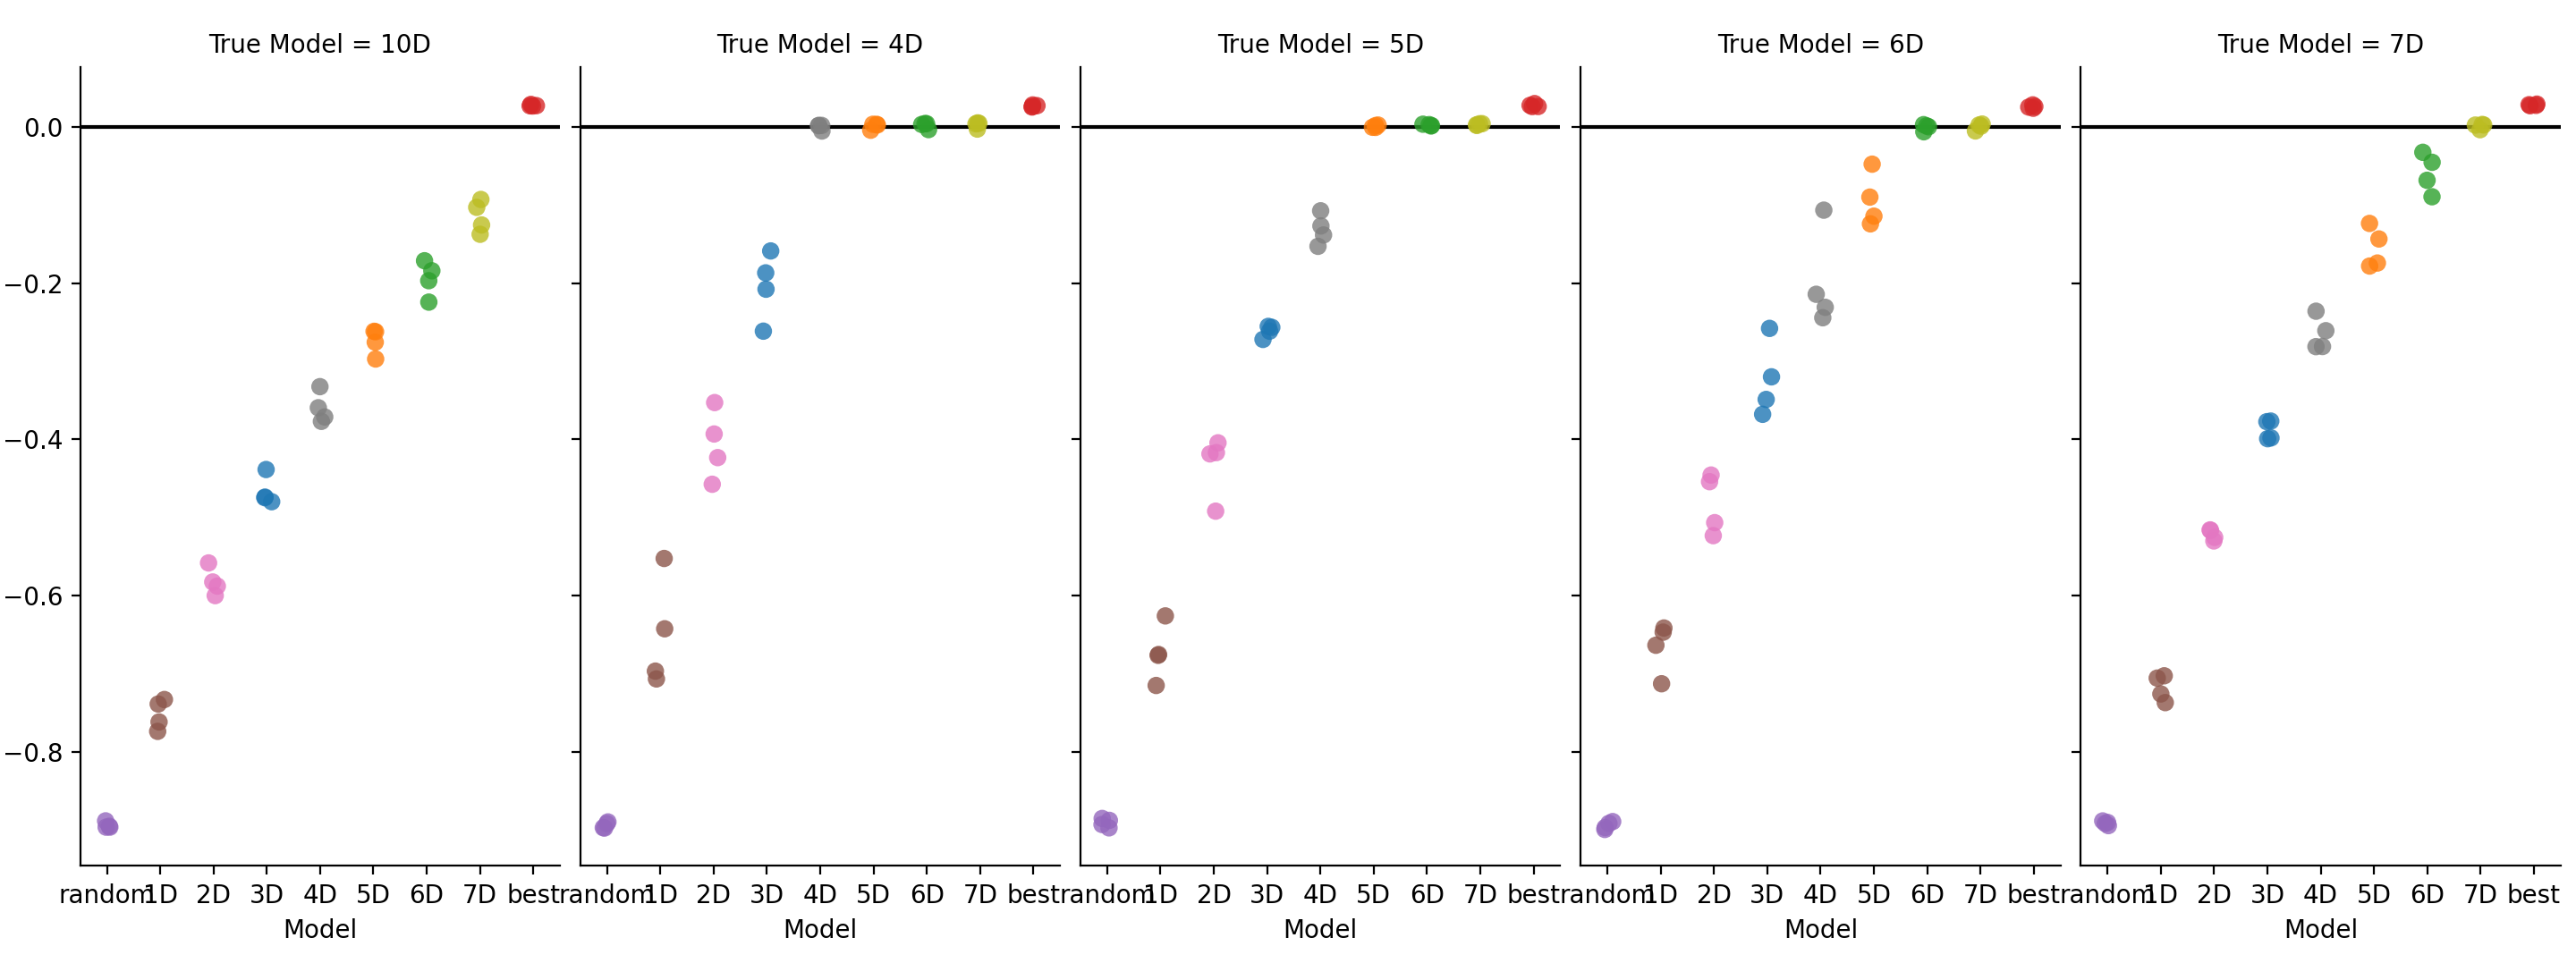 True Model = 10D
True Model = 4D
True Model = 5D
True Model = 6D
True Model = 7D
0.0
−0.2
−0.4
−0.6
−0.8
random 1D 2D 3D 4D 5D 6D 7D best
random 1D 2D 3D 4D 5D 6D 7D best
random 1D 2D 3D 4D 5D 6D 7D best
random 1D 2D 3D 4D 5D 6D 7D best
random 1D 2D 3D 4D 5D 6D 7D best
Model
Model
Model
Model
Model